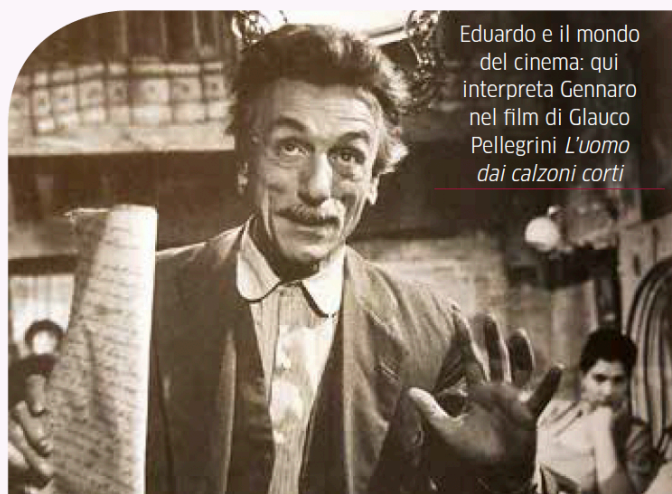 Eduardo e il mondo
del cinema: qui
interpreta Gennaro
nel film di Glauco
Pellegrini L'uomo
dai calzoni corti